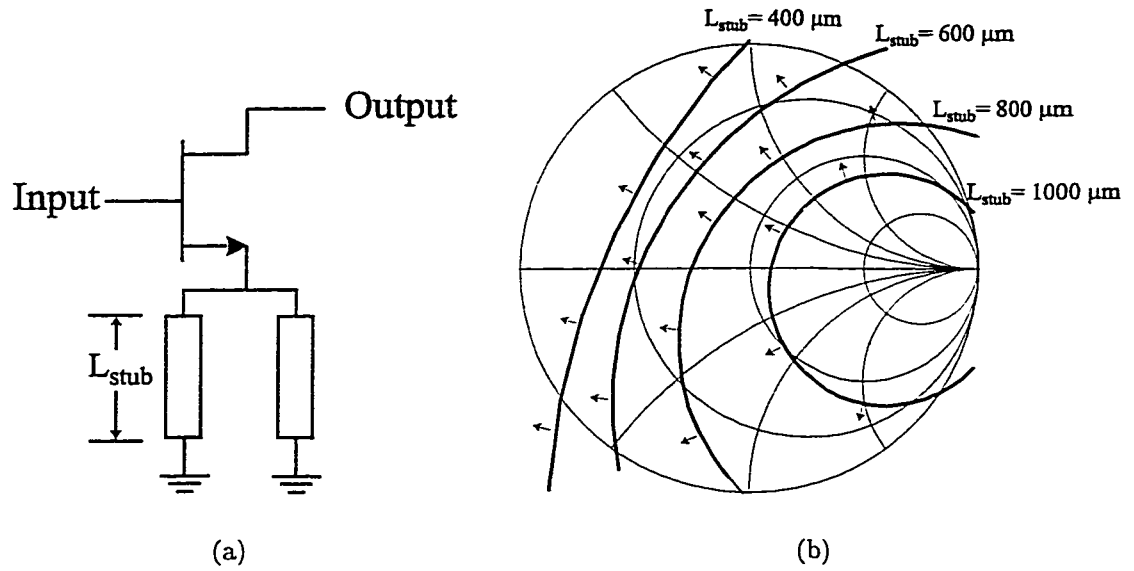 Output
Input
L_stub
(a)
L_stub= 400 μm
L_stub= 600 μm
L_stub= 800 μm
L_stub= 1000 μm
(b)